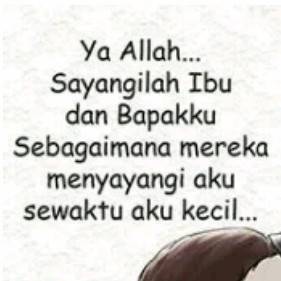 Ya Allah...
Sayangilah Ibu
dan Bapakku
Sebagaimana mereka
menyayangi aku
sewaktu aku kecil...